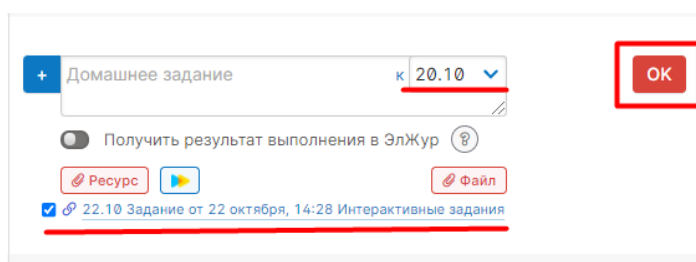 + Домашнее задание к 20.10
OK
Получить результат выполнения в ЭлЖур ?
Ресурс Файл
22.10 Задание от 22 октября, 14:28 Интерактивные задания